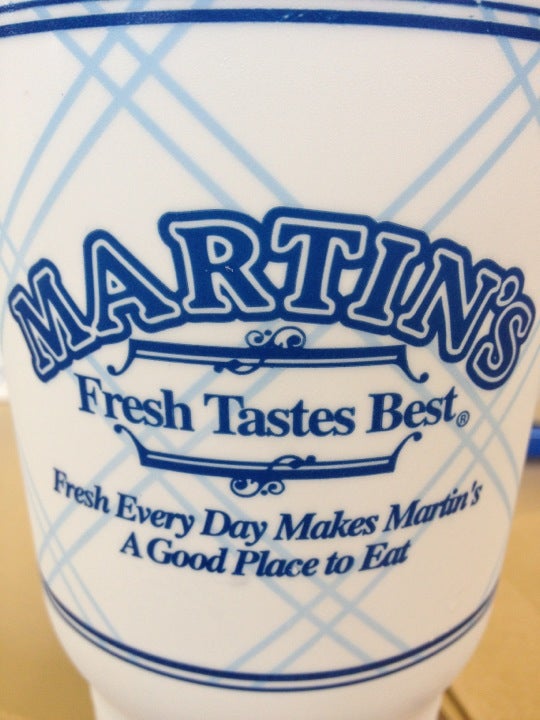 MARTIN'S
Fresh Tastes Best®
Fresh Every Day Makes Martin's
A Good Place to Eat